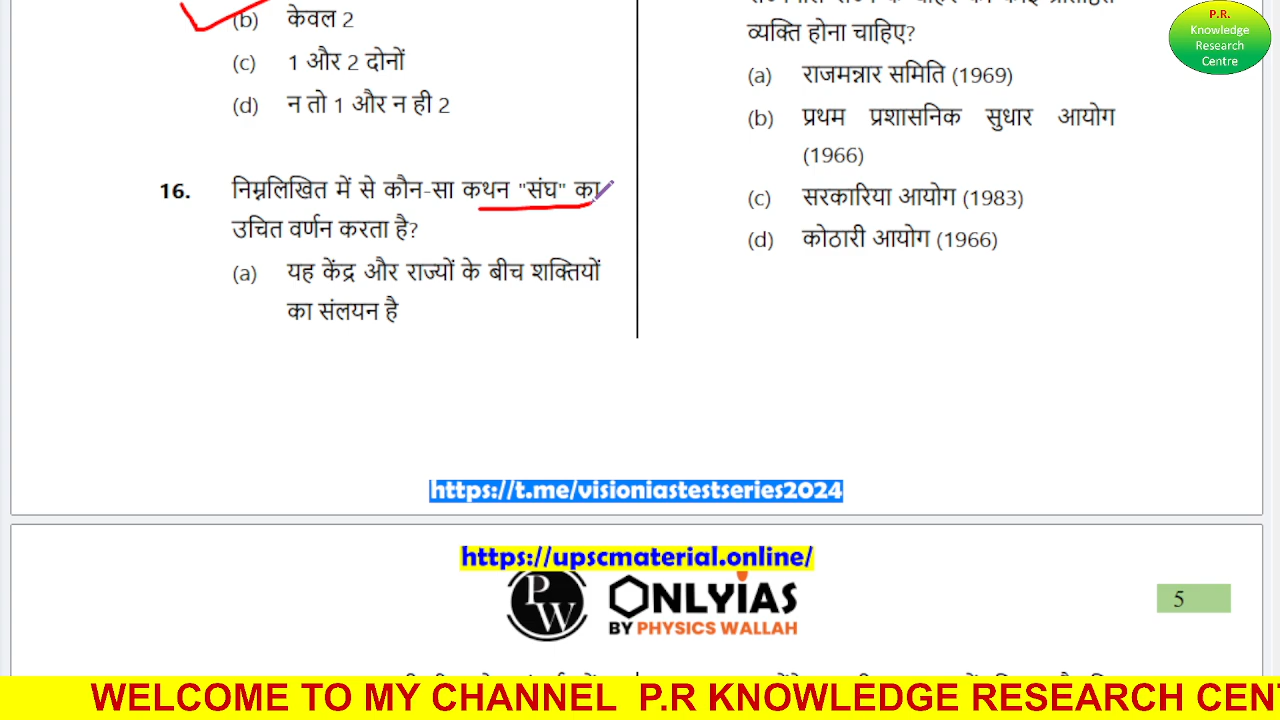 (b) केवल 2
(c) 1 और 2 दोनों
(d) न तो 1 और न ही 2
16. निम्नलिखित में से कौन-सा कथन "संघ" का
उचित वर्णन करता है?
(a) यह केंद्र और राज्यों के बीच शक्तियों
का संलयन है
व्यक्ति होना चाहिए?
(a) राजमन्नार समिति (1969)
(b) प्रथम प्रशासनिक सुधार आयोग
(1966)
(c) सरकारिया आयोग (1983)
(d) कोठारी आयोग (1966)
P.R.
Knowledge
Research
Centre
https://t.me/visioniastestseries2024
https://upscmaterial.online/
PW
ONLYIAS
BY PHYSICS WALLAH
5
WELCOME TO MY CHANNEL P.R KNOWLEDGE RESEARCH CENT